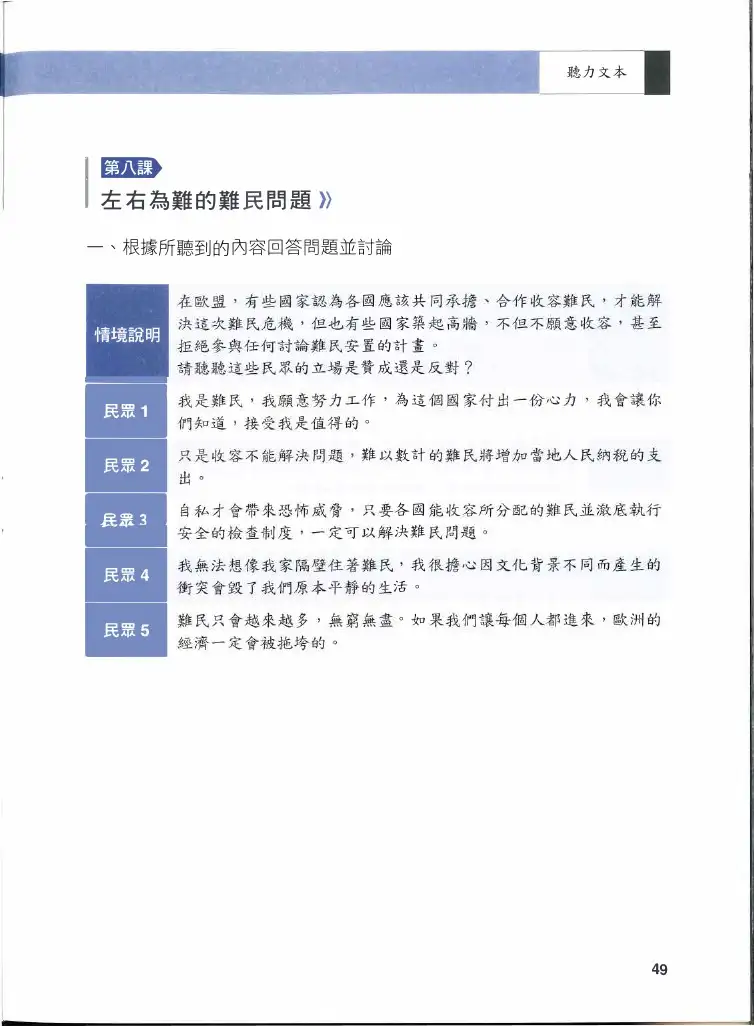 聽力文本
第八課
左右為難的難民問題》
一、根據所聽到的內容回答問題並討論
情境說明
在歐盟，有些國家認為各國應該共同承擔、合作收容難民，才能解
決這次難民危機，但也有些國家築起高牆，不但不願意收容，甚至
拒絕參與任何討論難民安置的計畫。
請聽聽這些民眾的立場是贊成還是反對？
民眾 1
我是難民，我願意努力工作，為這個國家付出一份心力，我會讓你
們知道，接受我是值得的。
民眾 2
只是收容不能解決問題，難以數計的難民將增加當地人民納稅的支
出。
民眾 3
自私才會帶來恐怖威脅，只要各國能收容所分配的難民並澈底執行
安全的檢查制度，一定可以解決難民問題。
民眾 4
我無法想像我家隔壁住著難民，我很擔心因文化背景不同而產生的
衝突會毀了我們原本平靜的生活。
民眾 5
難民只會越來越多，無窮無盡。如果我們讓每個人都進來，歐洲的
經濟一定會被拖垮的。
49